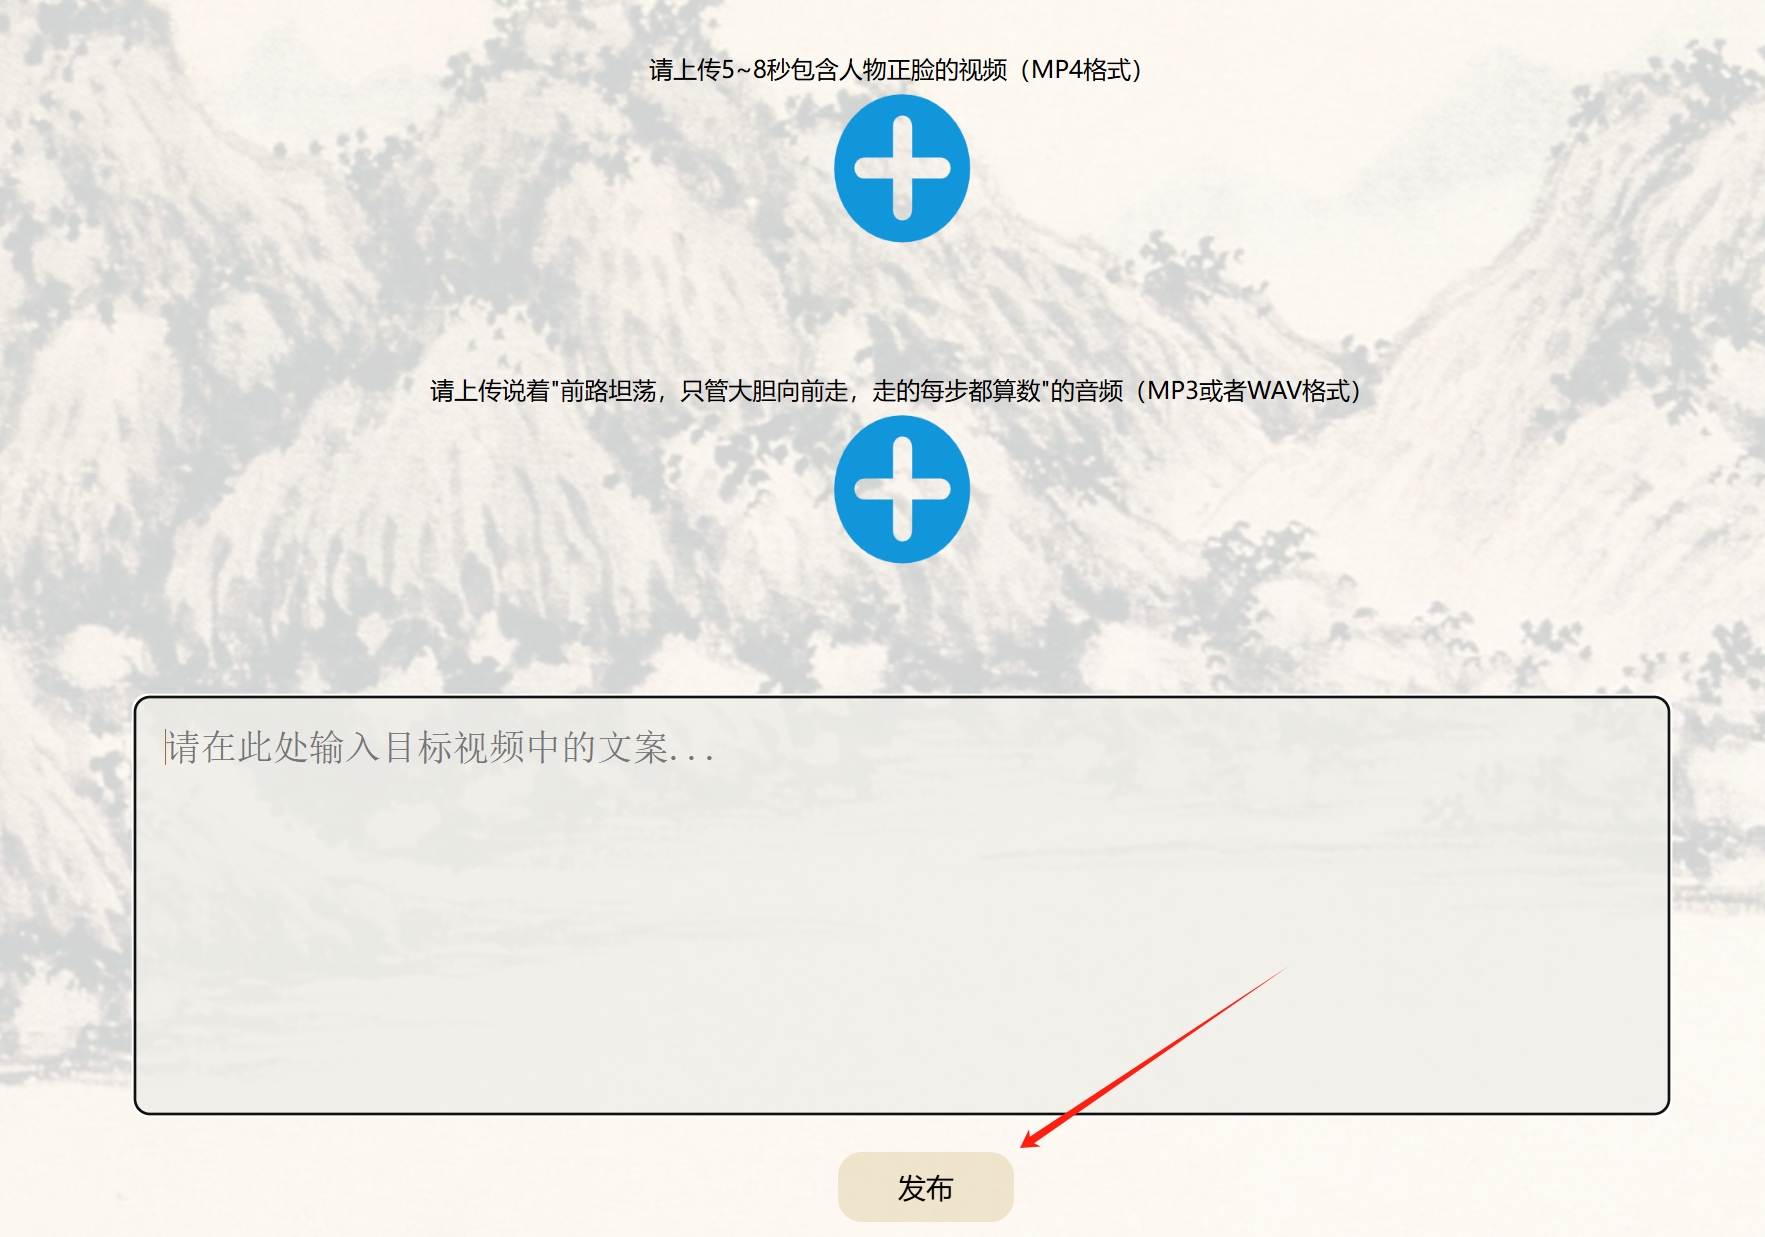 请上传5~8秒包含人物正脸的视频（MP4格式）
请上传说着"前路坦荡，只管大胆向前走，走的每步都算数"的音频（MP3或者WAV格式）
请在此处输入目标视频中的文案...
发布